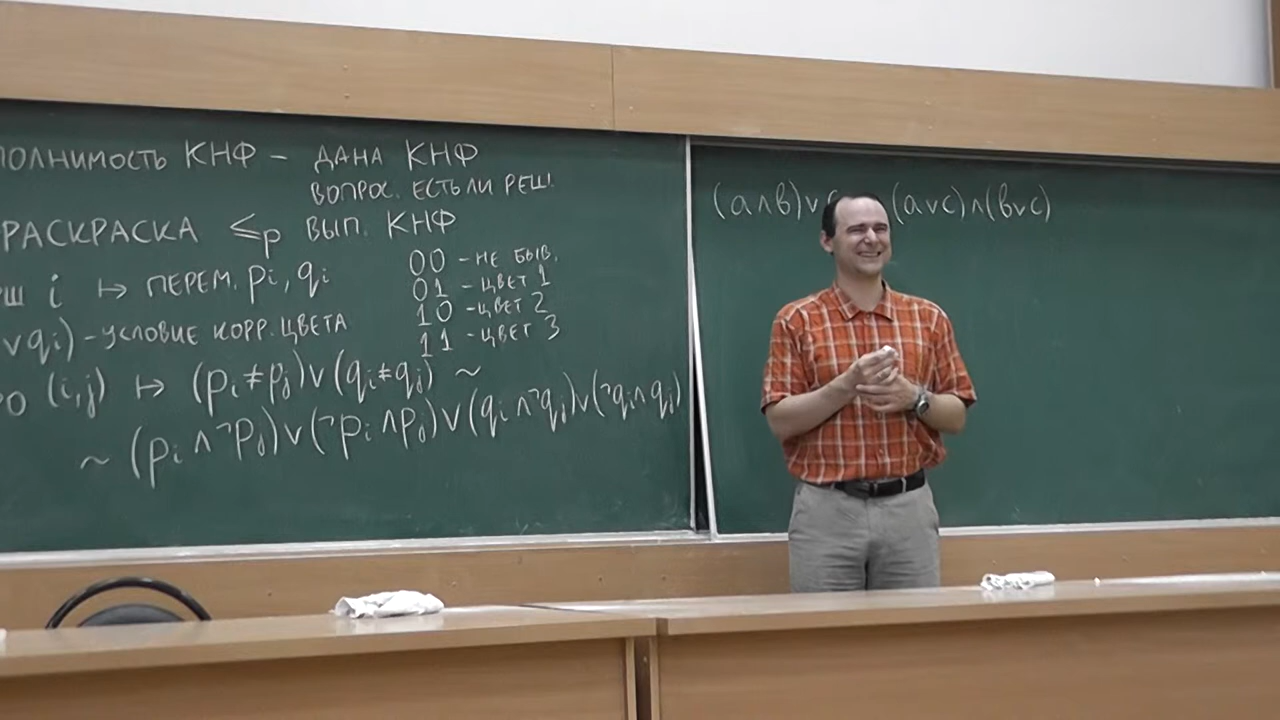 КНФ – ДАНА КНФ
ВОПРОС. ЕСТЬ ЛИ РЕШ.
РАСКРАСКА ≤p ВЫП. КНФ
i ↦ ПЕРЕМ. pi, qi
00 – НЕ БЫВ.
01 – ЦВЕТ 1
10 – ЦВЕТ 2
11 – ЦВЕТ 3
∨qi) – УСЛОВИЕ КОРР. ЦВЕТА
(i,j) ↦ (pi≠pj)∨(qi≠qj) ~
~ (pi∧¬pj)∨(¬pi∧pj)∨(qi∧¬qj)∨(¬qi∧qj)
(a∧b)∨ (a∨c)∧(b∨c)